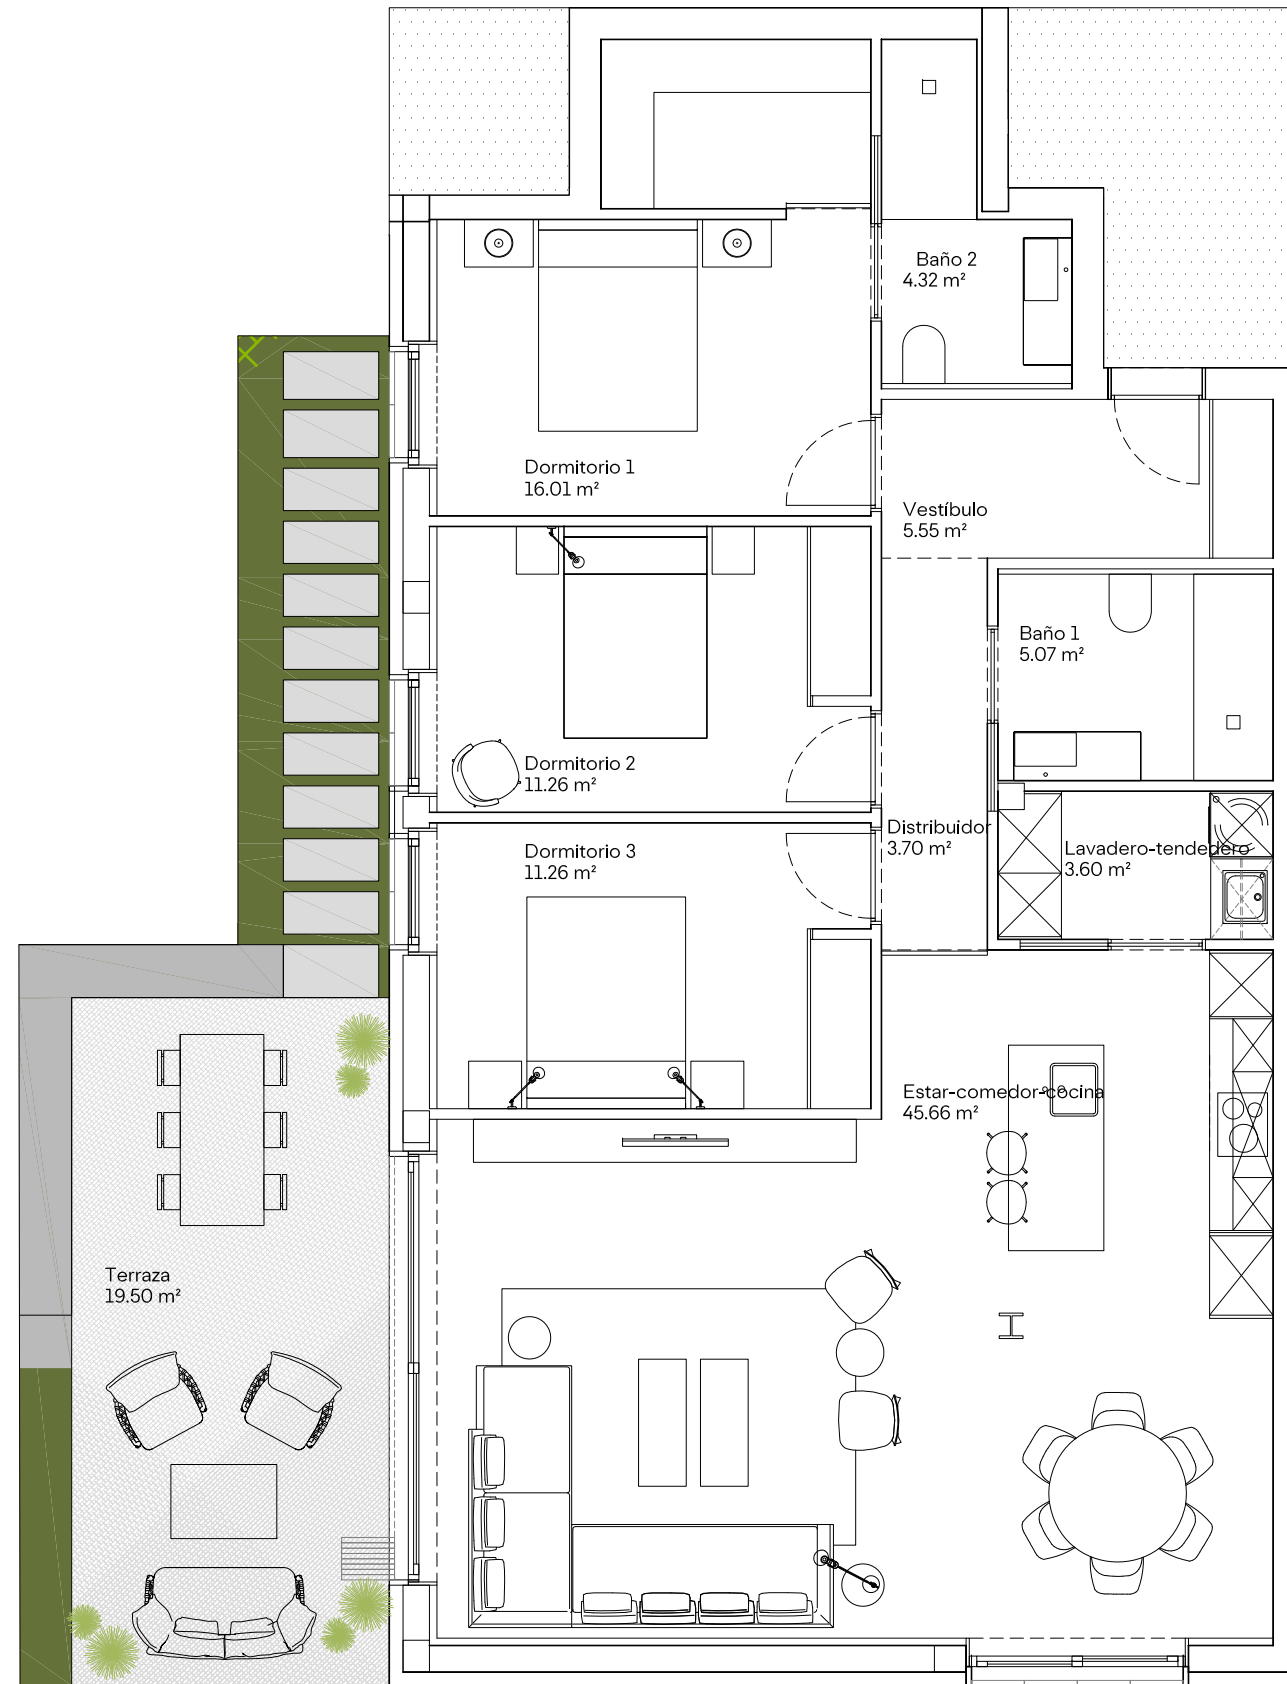 Baño 2
4.32 m²
Dormitorio 1
16.01 m²
Vestíbulo
5.55 m²
Baño 1
5.07 m²
Dormitorio 2
11.26 m²
Distribuidor
3.70 m²
Lavadero-tendedero
3.60 m²
Dormitorio 3
11.26 m²
Estar-comedor-cocina
45.66 m²
Terraza
19.50 m²